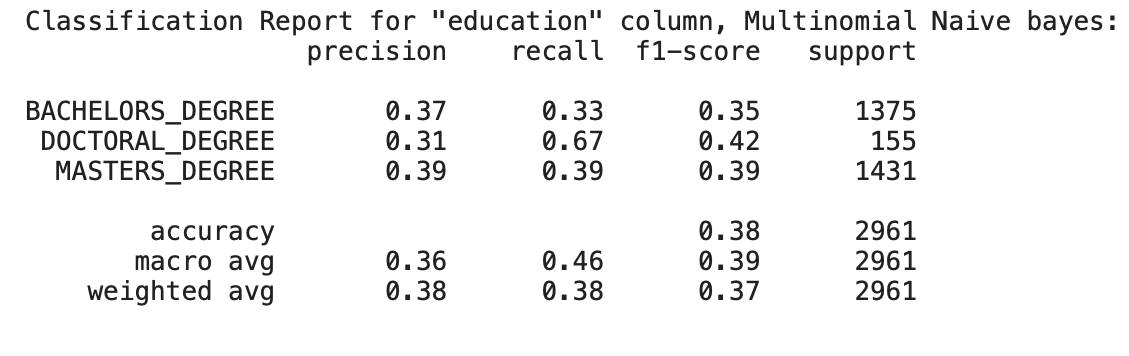 Classification Report for "education" column, Multinomial Naive bayes:
precision recall f1-score support
BACHELORS_DEGREE 0.37 0.33 0.35 1375
DOCTORAL_DEGREE 0.31 0.67 0.42 155
MASTERS_DEGREE 0.39 0.39 0.39 1431
accuracy 0.38 2961
macro avg 0.36 0.46 0.39 2961
weighted avg 0.38 0.38 0.37 2961